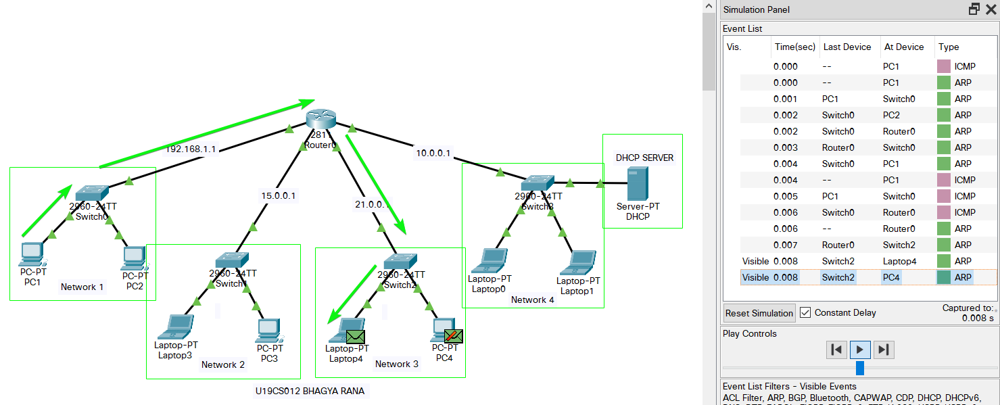 281
Router0
192.168.1.1
15.0.0.1
21.0.0.
10.0.0.1
2960-24TT
Switch0
PC-PT
PC1
PC-PT
PC2
Network 1
2960-24TT
Switch1
Laptop-PT
Laptop3
PC-PT
PC3
Network 2
2960-24TT
Switch2
Laptop-PT
Laptop4
PC-PT
PC4
Network 3
2960-24TT
Switch3
Laptop-PT
Laptop0
Laptop-PT
Laptop1
Network 4
DHCP SERVER
Server-PT
DHCP
U19CS012 BHAGYA RANA
Simulation Panel
Event List
Vis. Time(sec) Last Device At Device Type
0.000 -- PC1 ICMP
0.000 -- PC1 ARP
0.001 PC1 Switch0 ARP
0.002 Switch0 PC2 ARP
0.002 Switch0 Router0 ARP
0.003 Router0 Switch0 ARP
0.004 Switch0 PC1 ARP
0.004 -- PC1 ICMP
0.005 PC1 Switch0 ICMP
0.006 Switch0 Router0 ICMP
0.006 -- Router0 ARP
0.007 Router0 Switch2 ARP
Visible 0.008 Switch2 Laptop4 ARP
Visible 0.008 Switch2 PC4 ARP
Reset Simulation Constant Delay
Captured to:
0.008 s
Play Controls
Event List Filters - Visible Events
ACL Filter, ARP, BGP, Bluetooth, CAPWAP, CDP, DHCP, DHCPv6,